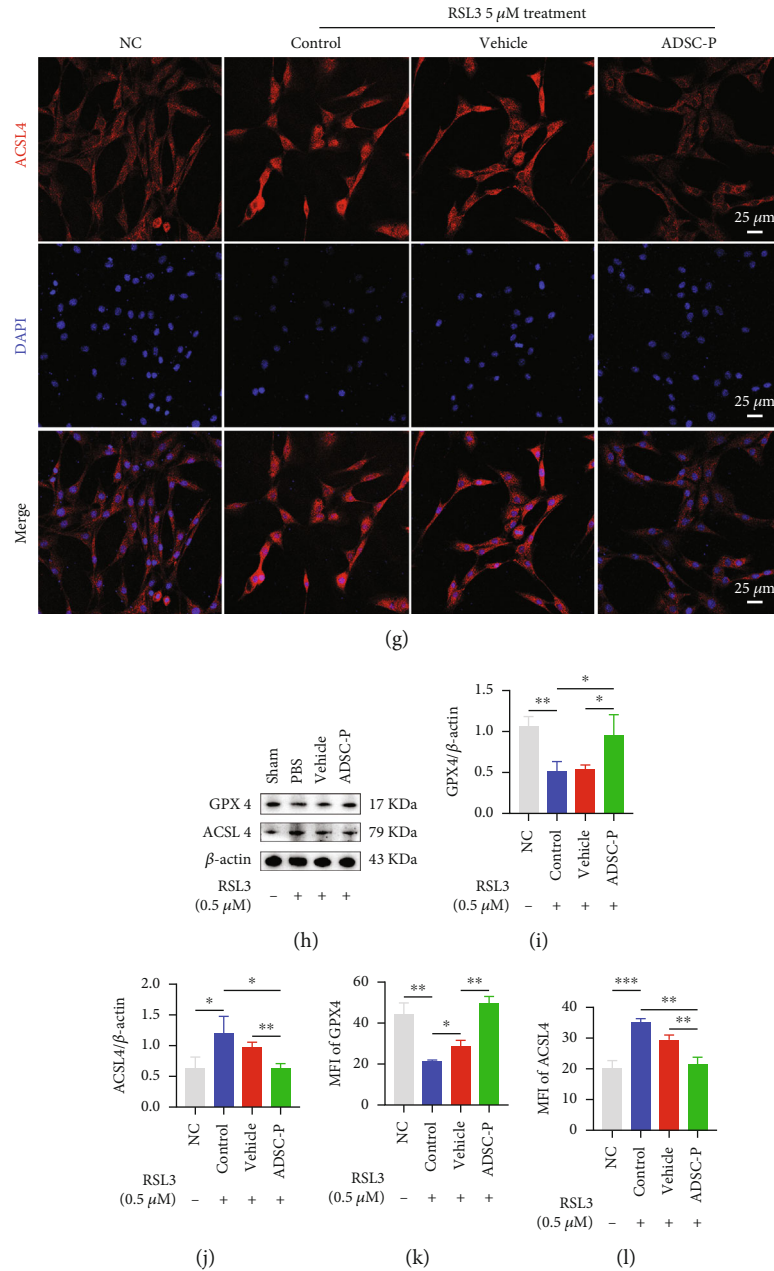 RSL3 5 μM treatment
NC Control Vehicle ADSC-P
ACSL4
25 μm
DAPI
25 μm
Merge
25 μm
(g)
Sham PBS Vehicle ADSC-P
GPX 4 17 KDa
ACSL 4 79 KDa
β-actin 43 KDa
RSL3
(0.5 μM) – + + +
(h)
GPX4/β-actin
1.5
1.0
0.5
0.0
** * *
NC Control Vehicle ADSC-P
RSL3
(0.5 μM) – + + +
(i)
ACSL4/β-actin
2.0
1.5
1.0
0.5
0.0
* * **
NC Control Vehicle ADSC-P
RSL3
(0.5 μM) – + + +
(j)
MFI of GPX4
60
40
20
0
** * **
NC Control Vehicle ADSC-P
RSL3
(0.5 μM) – + + +
(k)
MFI of ACSL4
40
30
20
10
0
*** ** **
NC Control Vehicle ADSC-P
RSL3
(0.5 μM) – + + +
(l)